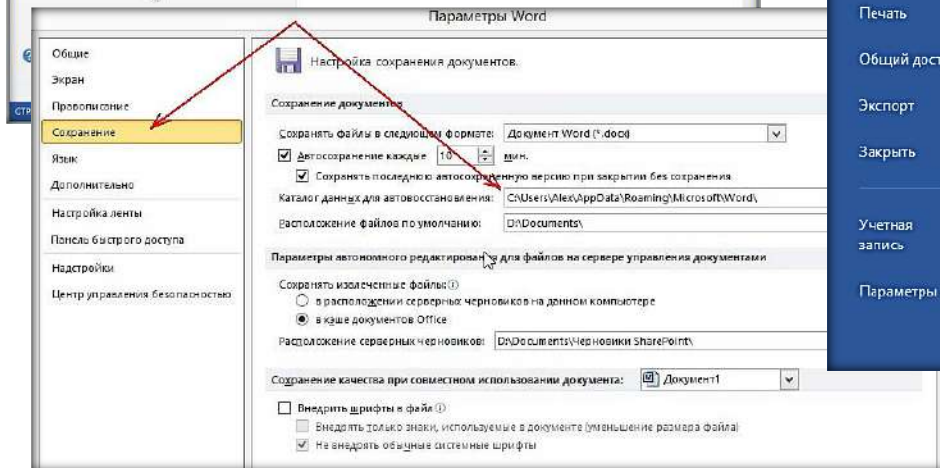 Параметры Word
Общие
Экран
Правописание
Сохранение
Язык
Дополнительно
Настройка ленты
Панель быстрого доступа
Надстройки
Центр управления безопасностью
Настройка сохранения документов.
Сохранение документов
Сохранять файлы в следующем формате: Документ Word (*.docx)
Автосохранение каждые 10 мин.
Сохранять последнюю автосохраненную версию при закрытии без сохранения
Каталог данных для автовосстановления: C:\Users\Alex\AppData\Roaming\Microsoft\Word\
Расположение файлов по умолчанию: D:\Documents\
Параметры автономного редактирования для файлов на сервере управления документами
Сохранять извлеченные файлы:
в расположении серверных черновиков на данном компьютере
в кэше документов Office
Расположение серверных черновиков: D:\Documents\Черновики SharePoint\
Сохранение качества при совместном использовании документа: Документ1
Внедрить шрифты в файл
Внедрять только знаки, используемые в документе (уменьшение размера файла)
Не внедрять обычные системные шрифты
Печать
Общий дост
Экспорт
Закрыть
Учетная
запись
Параметры
СТР